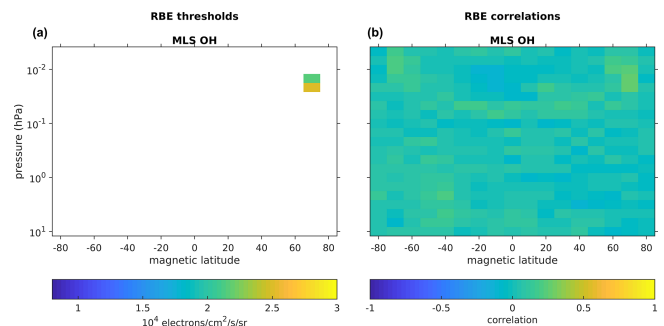 RBE thresholds
RBE correlations
(a)
MLS OH
(b)
MLS OH
10^-2
10^-1
10^0
10^1
pressure (hPa)
-80 -60 -40 -20 0 20 40 60 80
magnetic latitude
-80 -60 -40 -20 0 20 40 60 80
magnetic latitude
1 1.5 2 2.5 3
10^4 electrons/cm^2/s/sr
-1 -0.5 0 0.5 1
correlation